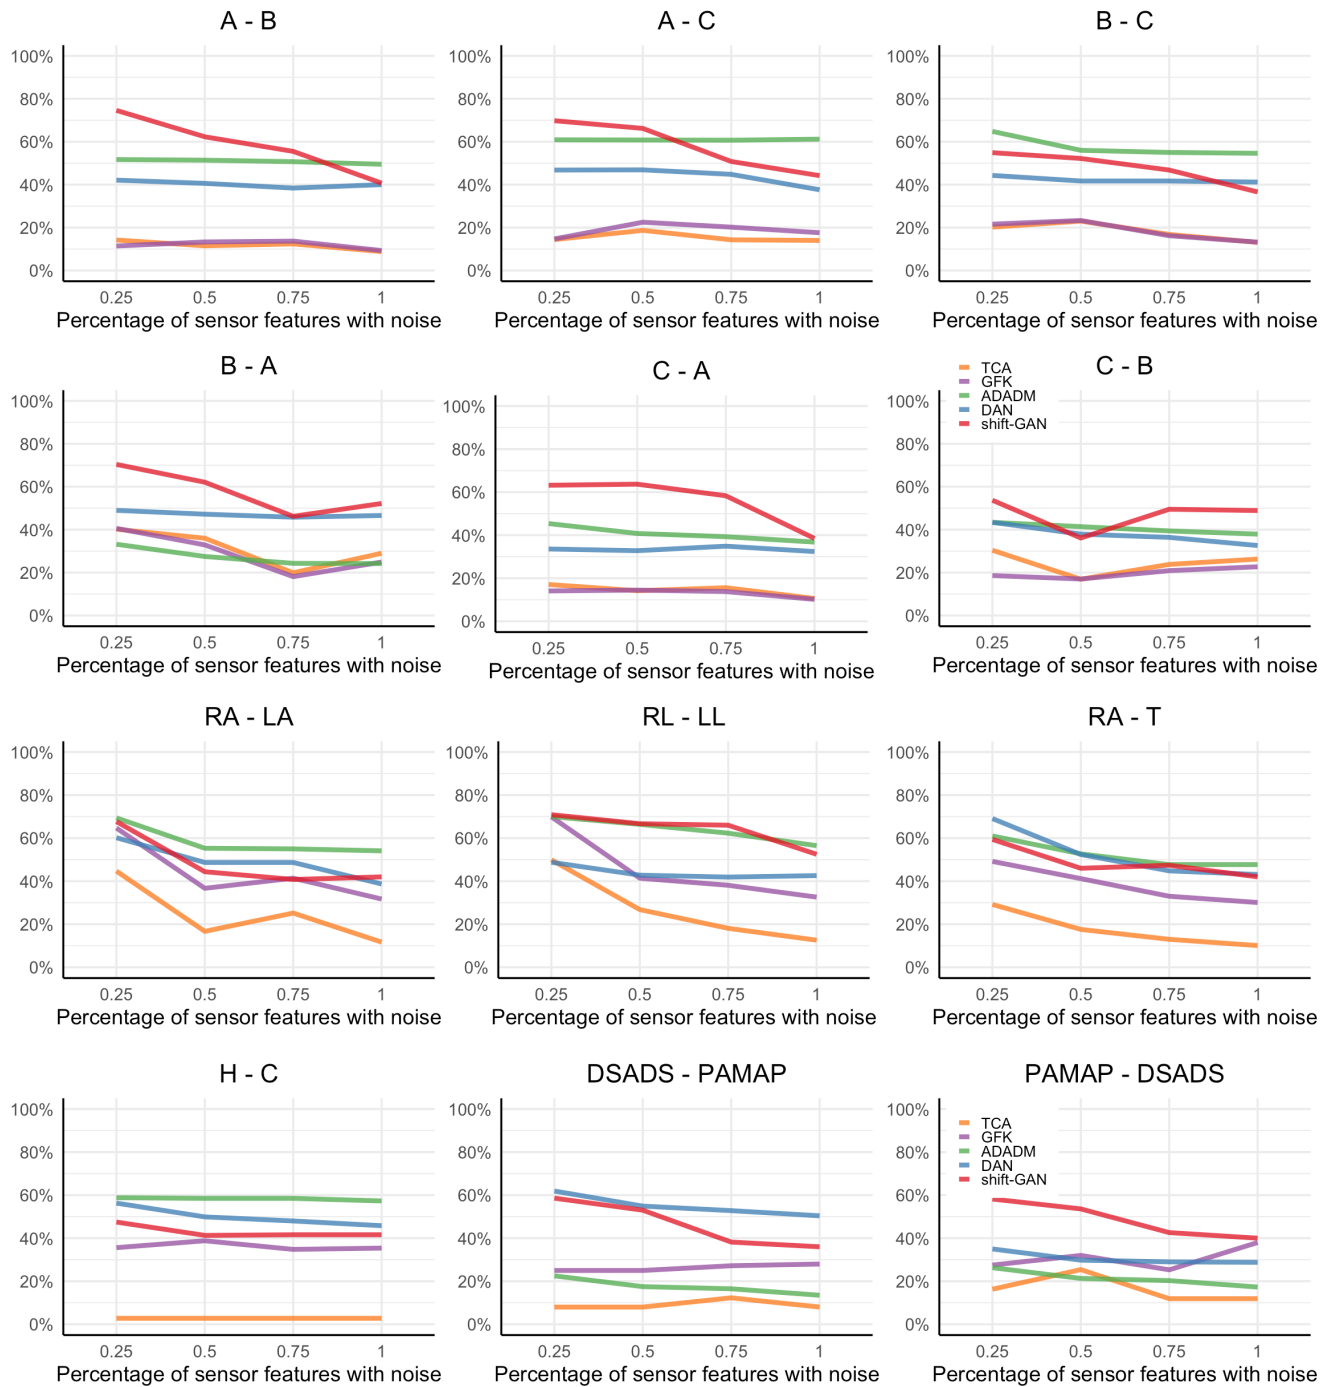 A - B
100%
80%
60%
40%
20%
0%
0.25 0.5 0.75 1
Percentage of sensor features with noise
A - C
100%
80%
60%
40%
20%
0%
0.25 0.5 0.75 1
Percentage of sensor features with noise
B - C
100%
80%
60%
40%
20%
0%
0.25 0.5 0.75 1
Percentage of sensor features with noise
B - A
100%
80%
60%
40%
20%
0%
0.25 0.5 0.75 1
Percentage of sensor features with noise
C - A
100%
80%
60%
40%
20%
0%
0.25 0.5 0.75 1
Percentage of sensor features with noise
C - B
TCA
GFK
ADADM
DAN
shift-GAN
100%
80%
60%
40%
20%
0%
0.25 0.5 0.75 1
Percentage of sensor features with noise
RA - LA
100%
80%
60%
40%
20%
0%
0.25 0.5 0.75 1
Percentage of sensor features with noise
RL - LL
100%
80%
60%
40%
20%
0%
0.25 0.5 0.75 1
Percentage of sensor features with noise
RA - T
100%
80%
60%
40%
20%
0%
0.25 0.5 0.75 1
Percentage of sensor features with noise
H - C
100%
80%
60%
40%
20%
0%
0.25 0.5 0.75 1
Percentage of sensor features with noise
DSADS - PAMAP
100%
80%
60%
40%
20%
0%
0.25 0.5 0.75 1
Percentage of sensor features with noise
PAMAP - DSADS
TCA
GFK
ADADM
DAN
shift-GAN
100%
80%
60%
40%
20%
0%
0.25 0.5 0.75 1
Percentage of sensor features with noise